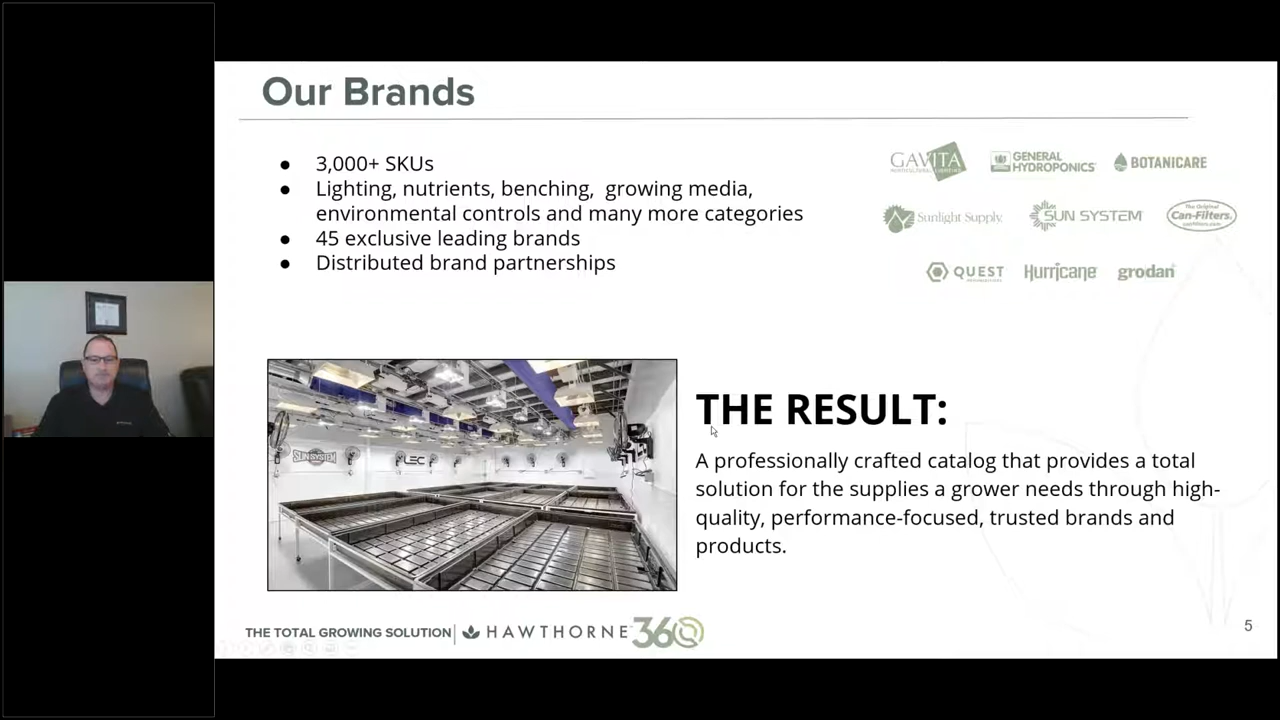 Our Brands
● 3,000+ SKUs
● Lighting, nutrients, benching, growing media,
environmental controls and many more categories
● 45 exclusive leading brands
● Distributed brand partnerships
GAVITA
GENERAL
HYDROPONICS
BOTANICARE
Sunlight Supply.
SUN SYSTEM
The Original
Can-Filters.
QUEST
Hurricane
grodan
SUN SYSTEM
LEC
THE RESULT:
A professionally crafted catalog that provides a total
solution for the supplies a grower needs through high-
quality, performance-focused, trusted brands and
products.
THE TOTAL GROWING SOLUTION
HAWTHORNE 360
5